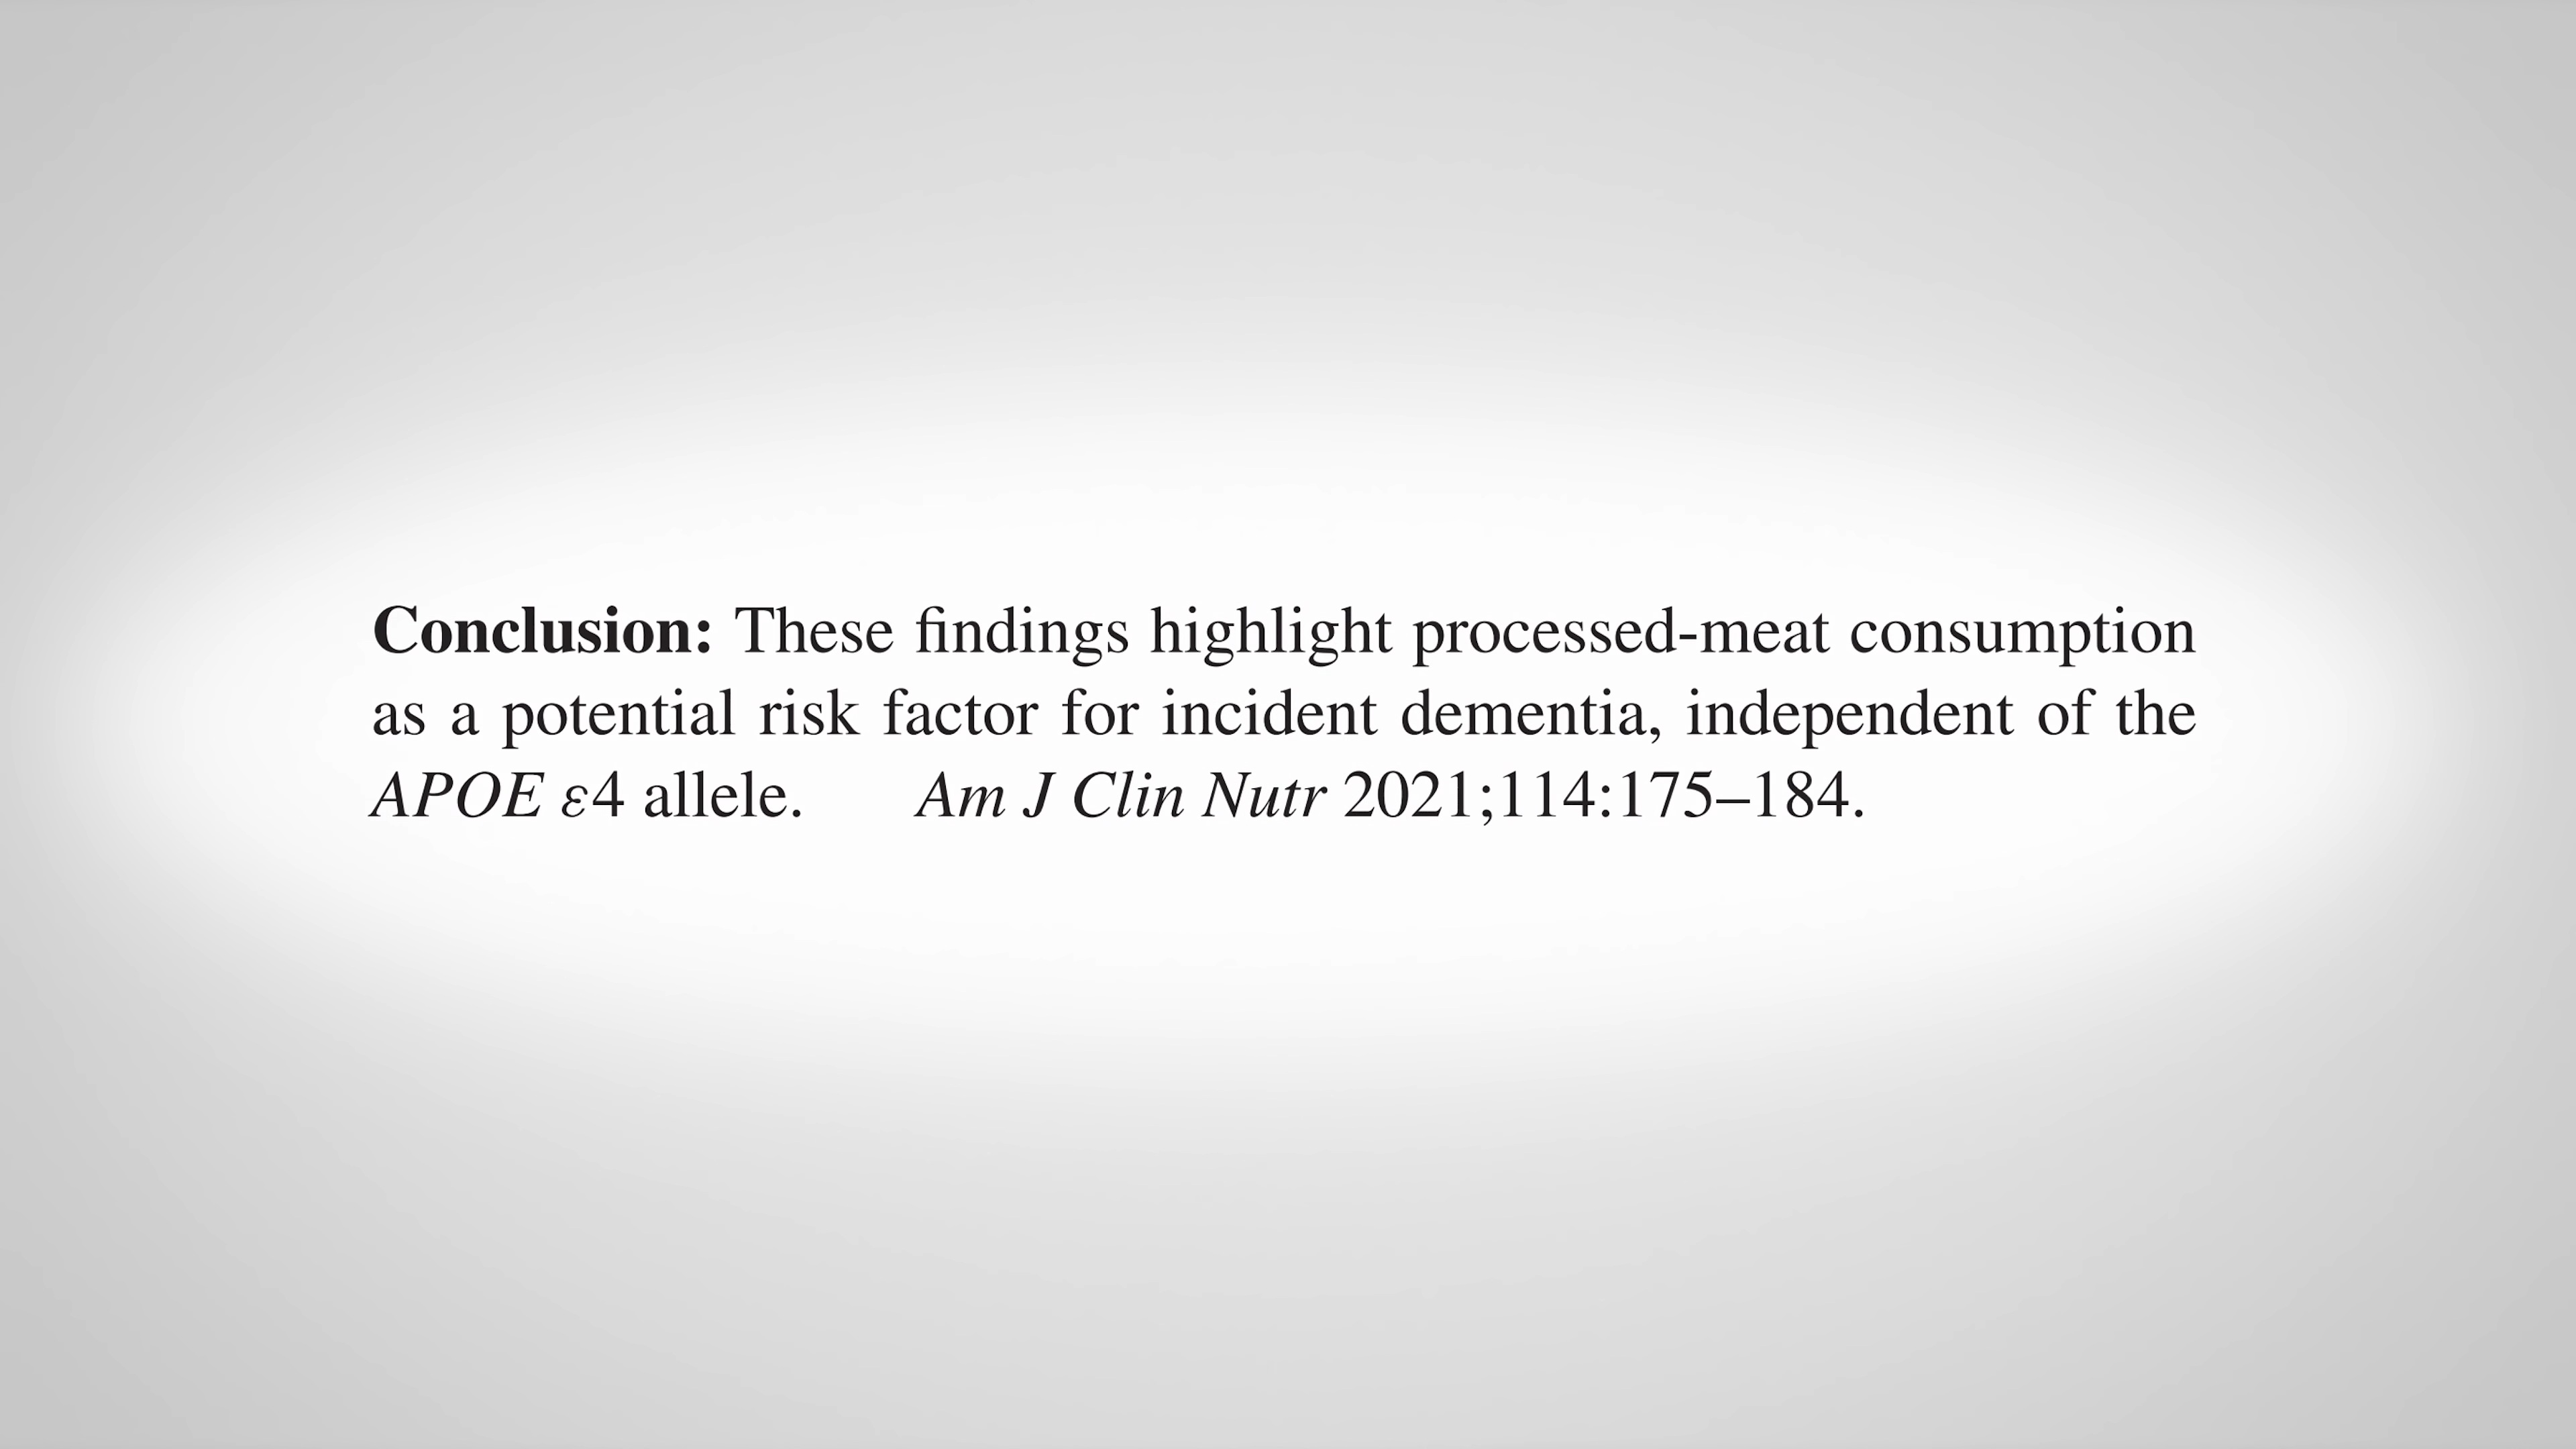 Conclusion: These findings highlight processed-meat consumption
as a potential risk factor for incident dementia, independent of the
APOE ε4 allele. Am J Clin Nutr 2021;114:175–184.